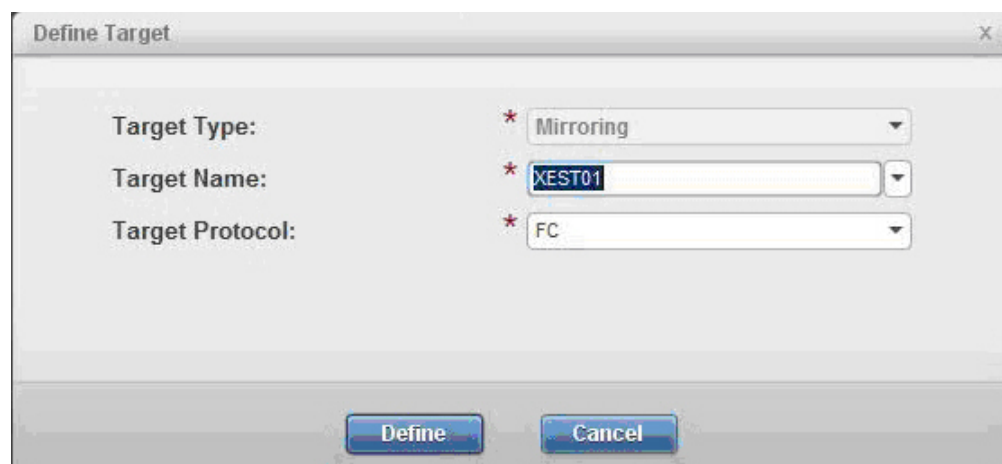 Define Target x
Target Type: * Mirroring
Target Name: * XEST01
Target Protocol: * FC
Define Cancel